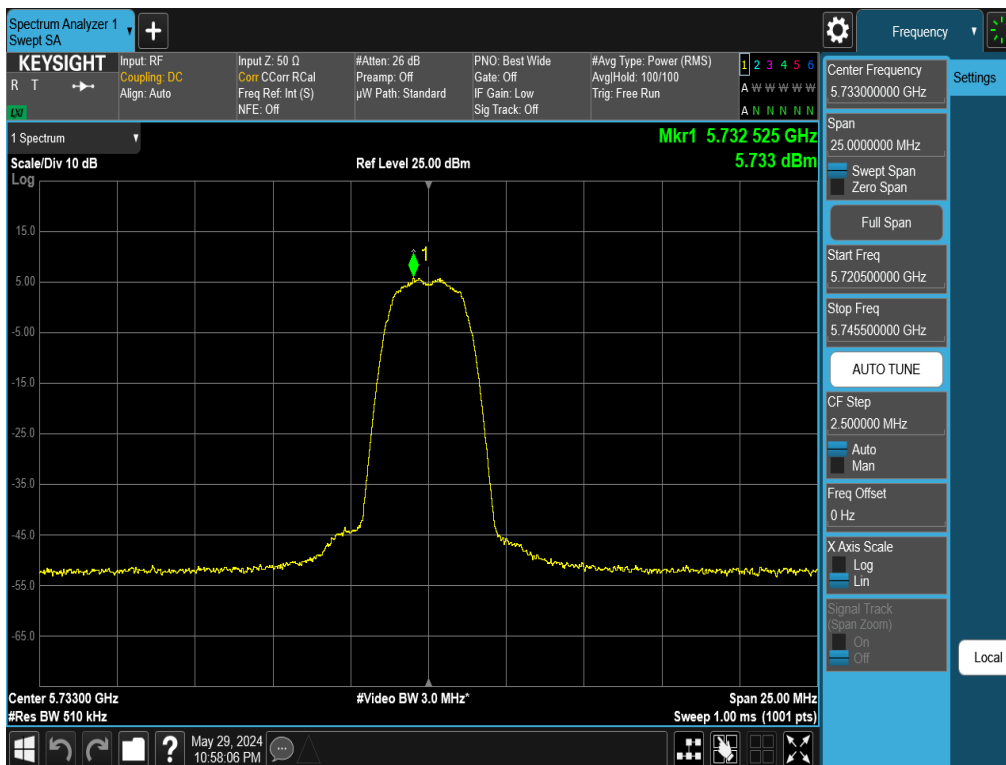 Spectrum Analyzer 1
Swept SA
Frequency
KEYSIGHT
R T
LXI
Input: RF
Coupling: DC
Align: Auto
Input Z: 50 Ω
Corr CCorr RCal
Freq Ref: Int (S)
NFE: Off
#Atten: 26 dB
Preamp: Off
µW Path: Standard
PNO: Best Wide
Gate: Off
IF Gain: Low
Sig Track: Off
#Avg Type: Power (RMS)
Avg|Hold: 100/100
Trig: Free Run
1 2 3 4 5 6
A W W W W W
A N N N N N
1 Spectrum
Scale/Div 10 dB
Ref Level 25.00 dBm
Mkr1 5.732 525 GHz
5.733 dBm
Log
15.0
5.00
-5.00
-15.0
-25.0
-35.0
-45.0
-55.0
-65.0
1
Center 5.73300 GHz
#Res BW 510 kHz
#Video BW 3.0 MHz*
Span 25.00 MHz
Sweep 1.00 ms (1001 pts)
Center Frequency
5.733000000 GHz
Span
25.0000000 MHz
Swept Span
Zero Span
Full Span
Start Freq
5.720500000 GHz
Stop Freq
5.745500000 GHz
AUTO TUNE
CF Step
2.500000 MHz
Auto
Man
Freq Offset
0 Hz
X Axis Scale
Log
Lin
Signal Track
(Span Zoom)
On
Off
Settings
Local
?
May 29, 2024
10:58:06 PM